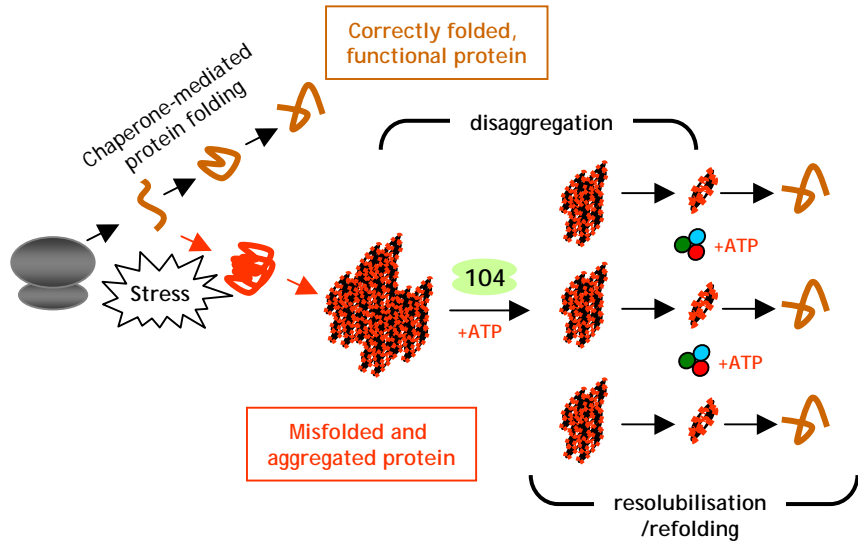 Correctly folded,
functional protein
Chaperone-mediated
protein folding
disaggregation
Stress
104
+ATP
+ATP
+ATP
Misfolded and
aggregated protein
resolubilisation
/refolding